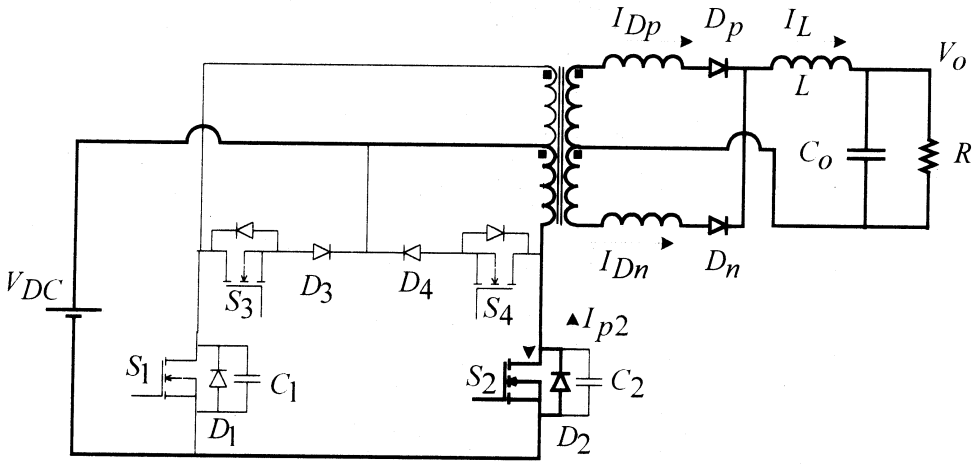 I_Dp D_p I_L V_o
L
C_o R
I_Dn D_n
V_DC
S_3 D_3 D_4 S_4
I_p2
S_1 C_1 S_2 C_2
D_1 D_2